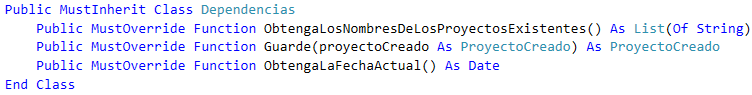 Public MustInherit Class Dependencias
    Public MustOverride Function ObtengaLosNombresDeLosProyectosExistentes() As List(Of String)
    Public MustOverride Function Guarde(proyectoCreado As ProyectoCreado) As ProyectoCreado
    Public MustOverride Function ObtengaLaFechaActual() As Date
End Class